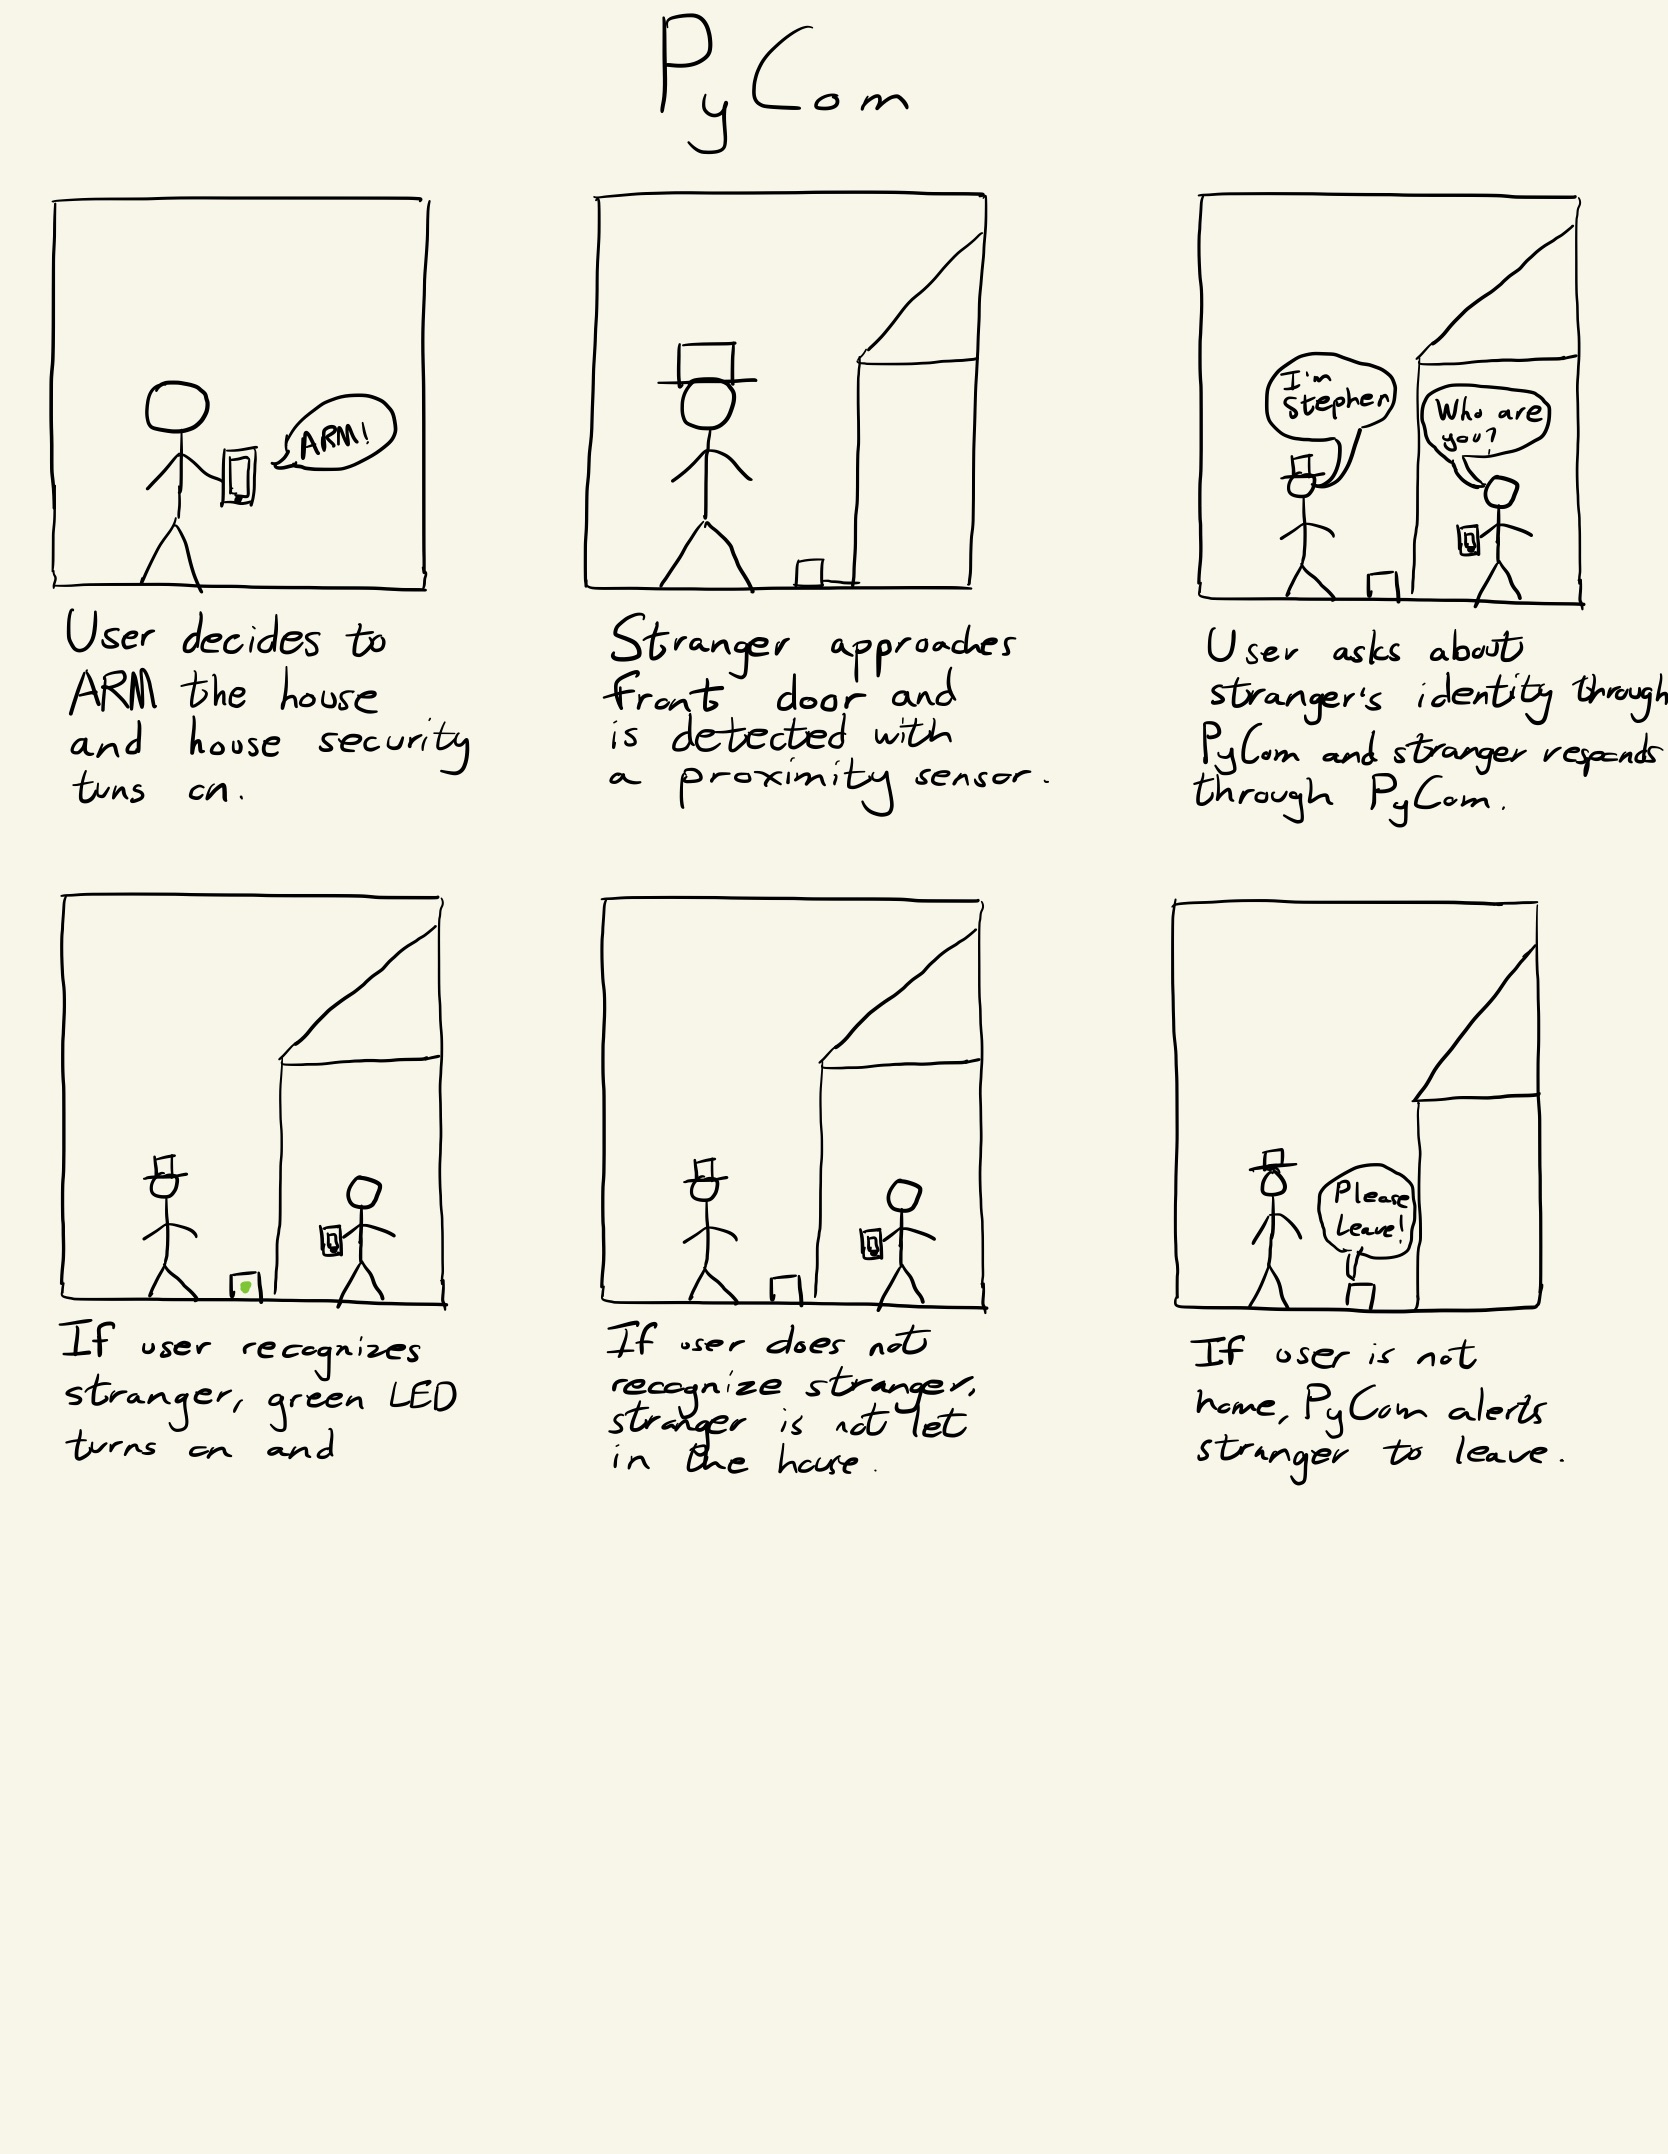 PyCom
ARM!
User decides to
ARM the house
and house security
tuns on.
Stranger approaches
front door and
is detected with
a proximity sensor.
I'm
Stephen
Who are
you?
User asks about
stranger's identity through
PyCom and stranger responds
through PyCom.
If user recognizes
stranger, green LED
turns on and
If user does not
recognize stranger,
stranger is not let
in the house.
Please
Leave!
If user is not
home, PyCom alerts
stranger to leave.